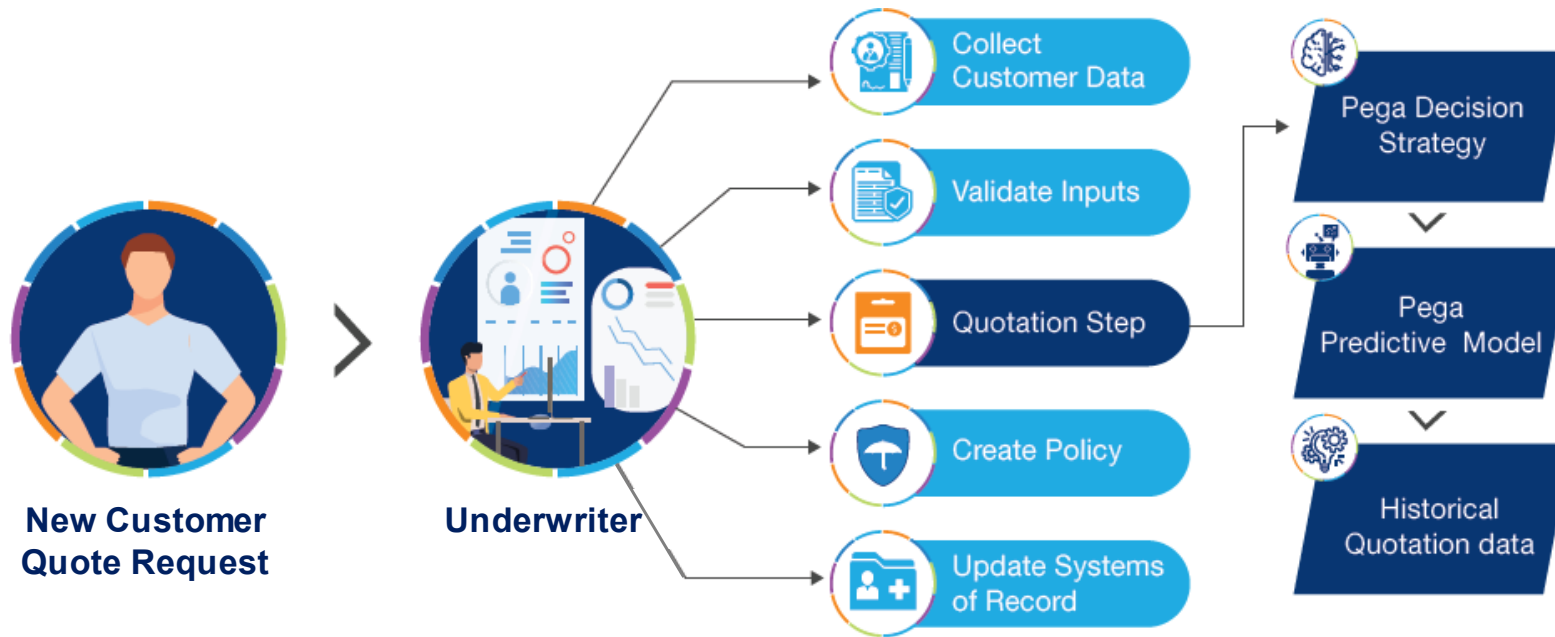 New Customer
Quote Request
Underwriter
Collect
Customer Data
Validate Inputs
Quotation Step
Create Policy
Update Systems
of Record
Pega Decision
Strategy
Pega
Predictive Model
Historical
Quotation data